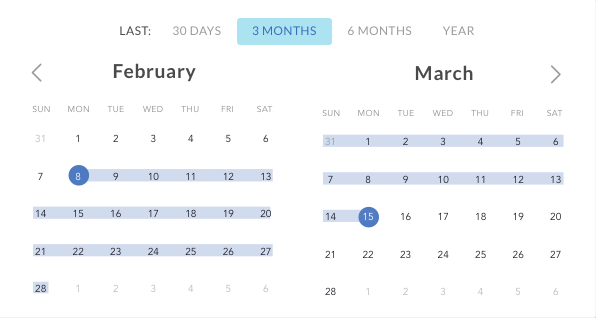 LAST: 30 DAYS 3 MONTHS 6 MONTHS YEAR
February
SUN MON TUE WED THU FRI SAT
31 1 2 3 4 5 6
7 8 9 10 11 12 13
14 15 16 17 18 19 20
21 22 23 24 25 26 27
28 1 2 3 4 5 6
March
SUN MON TUE WED THU FRI SAT
31 1 2 3 4 5 6
7 8 9 10 11 12 13
14 15 16 17 18 19 20
21 22 23 24 25 26 27
28 1 2 3 4 5 6